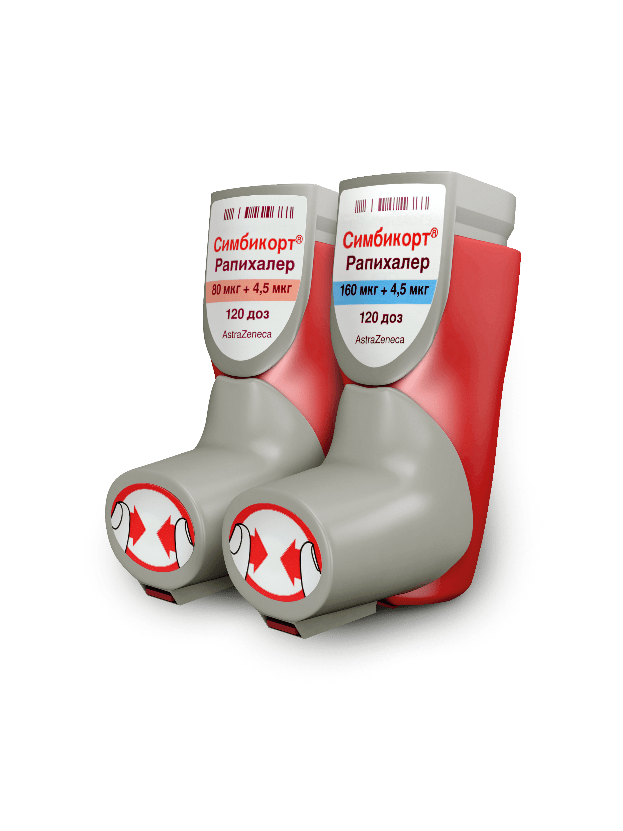 Симбикорт®
Рапихалер
80 мкг + 4,5 мкг
120 доз
AstraZeneca
Симбикорт®
Рапихалер
160 мкг + 4,5 мкг
120 доз
AstraZeneca